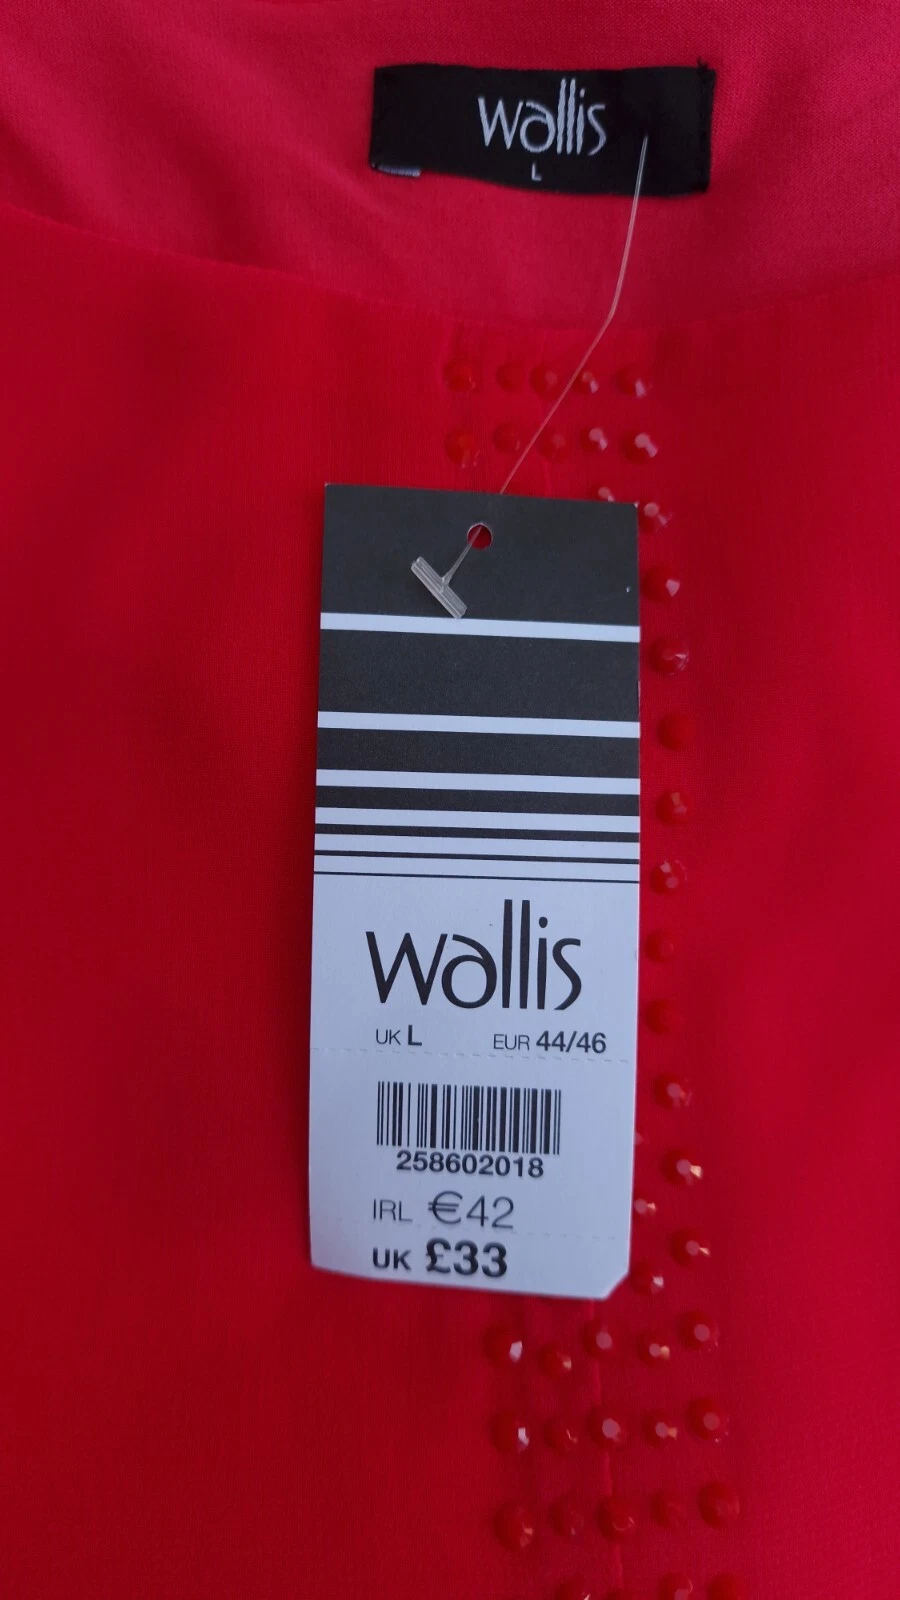 wallis
L
wallis
UK L EUR 44/46
258602018
IRL €42
UK £33